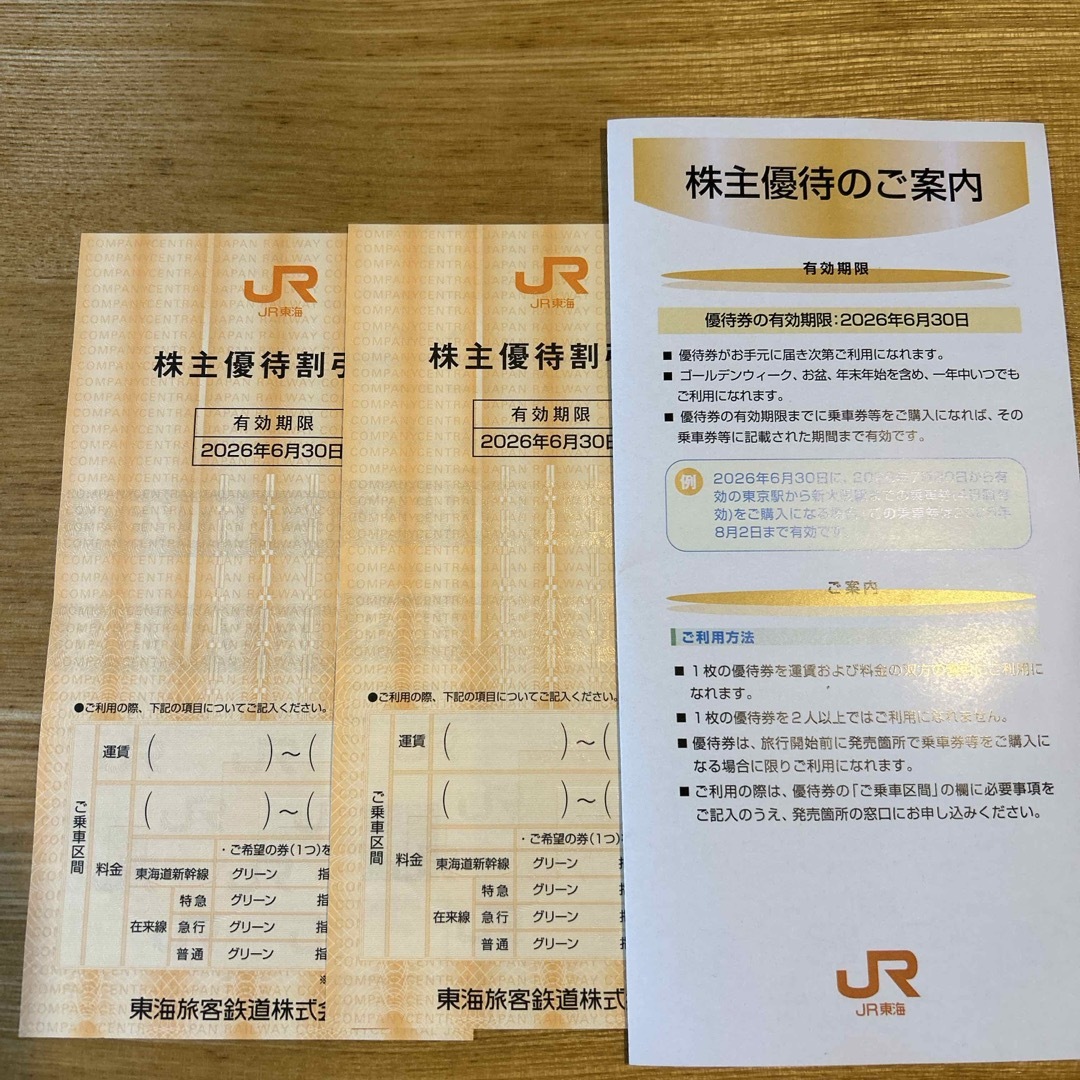 JR
JR東海
株主優待割
有効期限
2026年6月30日
●ご利用の際、下記の項目についてご記入ください。
ご乗車区間
運賃
( )～(
料金
( )～(
・ご希望の券(1つ)を
東海道新幹線 グリーン 指
在来線
特急 グリーン 指
急行 グリーン 指
普通 グリーン 指
東海旅客鉄道株式
JR
JR東海
株主優待割
有効期限
2026年6月30日
●ご利用の際、下記の項目についてご記入ください。
ご乗車区間
運賃
( )～(
料金
( )～(
・ご希望の券(1つ)を
東海道新幹線 グリーン 指
在来線
特急 グリーン 指
急行 グリーン 指
普通 グリーン 指
東海旅客鉄道株式
株主優待のご案内
有効期限
優待券の有効期限：2026年6月30日
■ 優待券がお手元に届き次第ご利用になれます。
■ ゴールデンウィーク、お盆、年末年始を含め、一年中いつでも
ご利用になれます。
■ 優待券の有効期限までに乗車券等をご購入になれば、その
乗車券等に記載された期間まで有効です。
例
2026年6月30日に、
効の東京駅から
効)をご購入になる
8月2日まで有効で
ご案内
ご利用方法
■ 1枚の優待券を運賃および料金の
なれます。
■ 1枚の優待券を2人以上ではご利用になれません。
■ 優待券は、旅行開始前に発売箇所で乗車券等をご購入に
なる場合に限りご利用になれます。
■ ご利用の際は、優待券の「ご乗車区間」の欄に必要事項を
ご記入のうえ、発売箇所の窓口にお申し込みください。
JR
JR東海